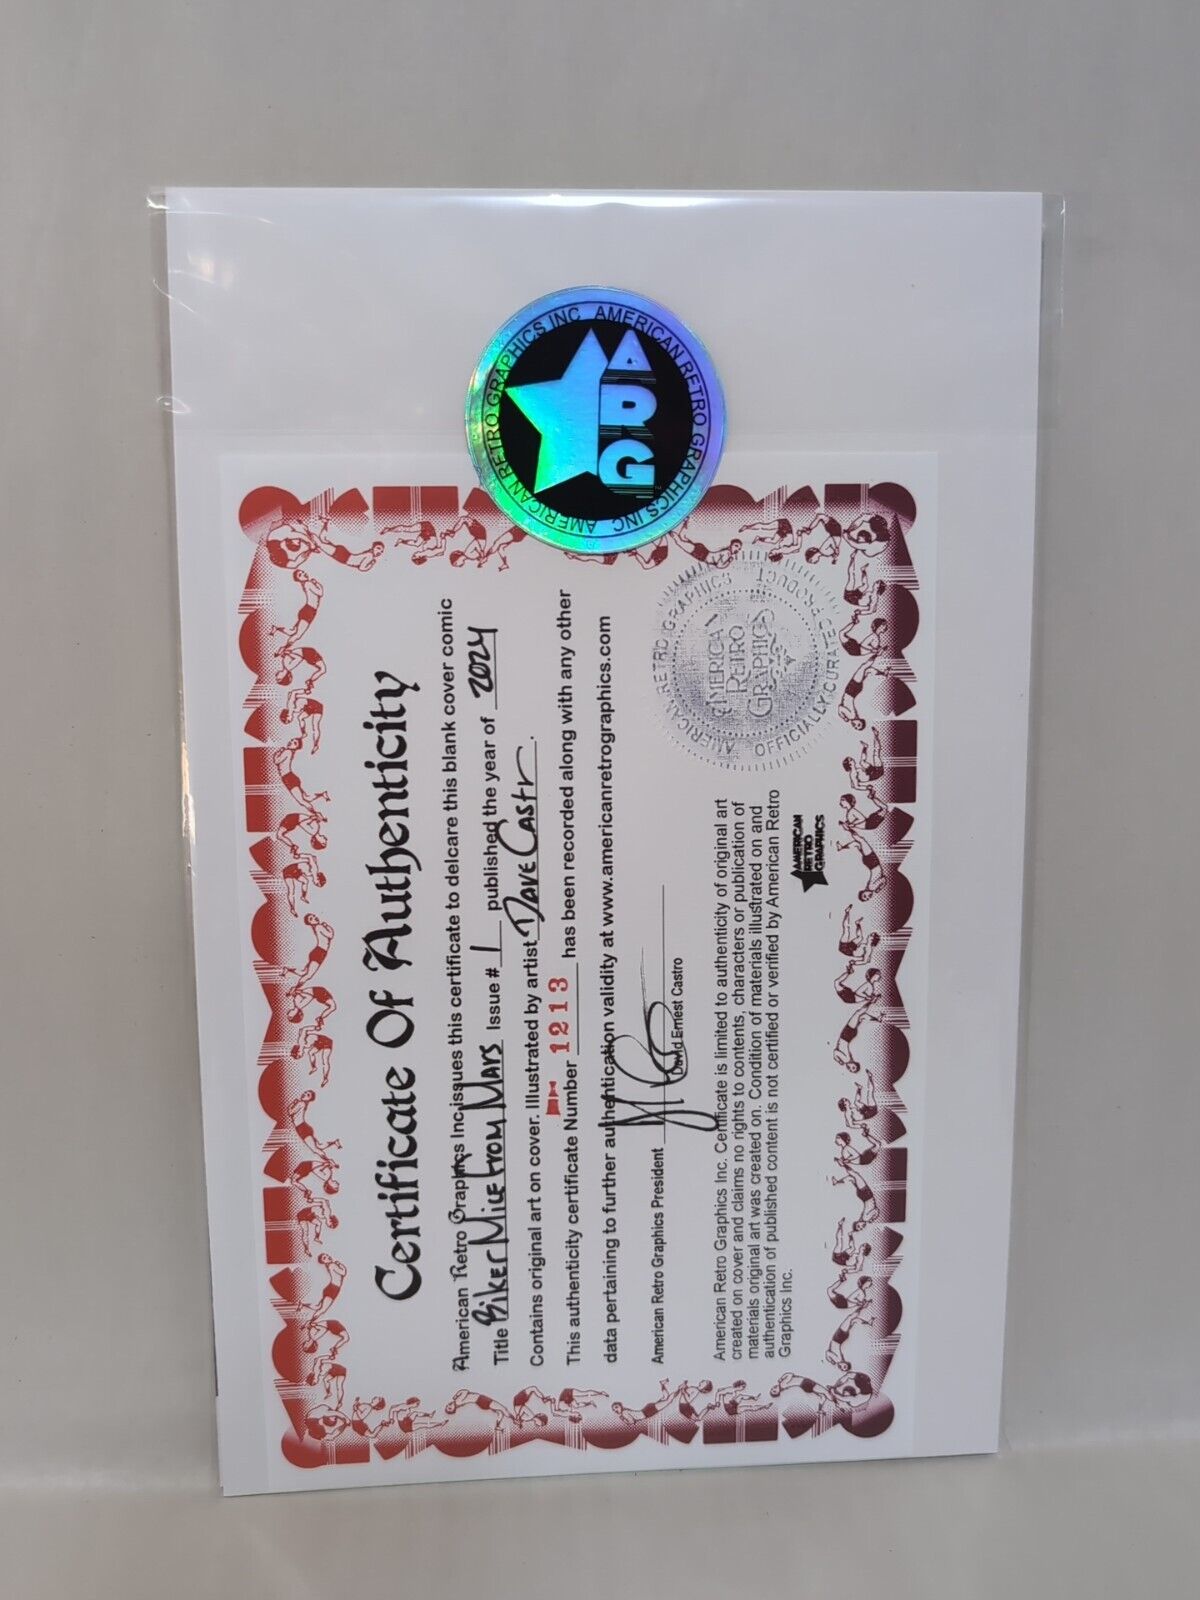 AMERICAN RETRO GRAPHICS INC AMERICAN RETRO GRAPHICS INC
ARG
Certificate Of Authenticity
American Retro Graphics Inc,issues this certificate to delcare this blank cover comic
Title Biker Mice From Mars Issue # 1 published the year of 2024
Contains original art on cover. Illustrated by artist Dave Castr.
This authenticity certificate Number 1213 has been recorded along with any other
data pertaining to further authentication validity at www.americanretrographics.com
American Retro Graphics President
David Ernest Castro
AMERICAN RETRO GRAPHICS
OFFICIALLY CURATED PRODUCT
AMERICAN
RETRO
GRAPHICS
American Retro Graphics Inc. Certificate is limited to authenticity of original art
created on cover and claims no rights to contents, characters or publication of
materials original art was created on. Condition of materials illustrated on and
authentication of published content is not certified or verified by American Retro
Graphics Inc.
AMERICAN
RETRO
GRAPHICS